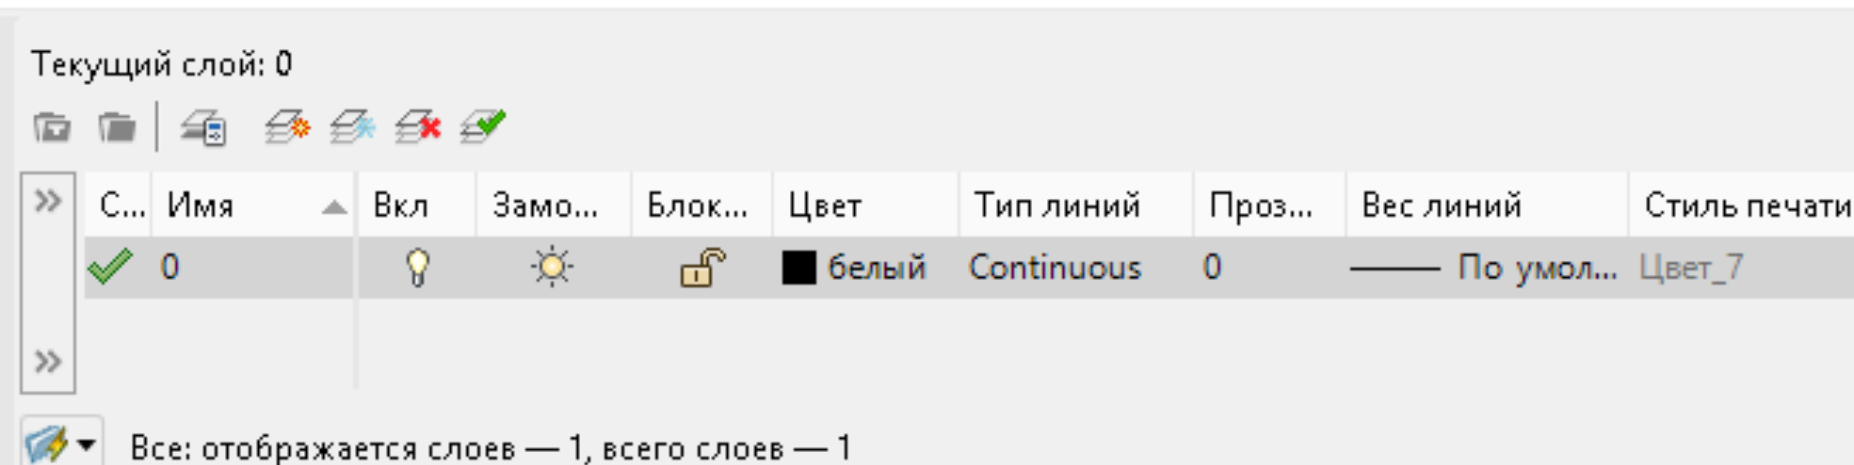 Текущий слой: 0
С... Имя Вкл Замо... Блок... Цвет Тип линий Проз... Вес линий Стиль печати
0 белый Continuous 0 По умол... Цвет_7
Все: отображается слоев — 1, всего слоев — 1